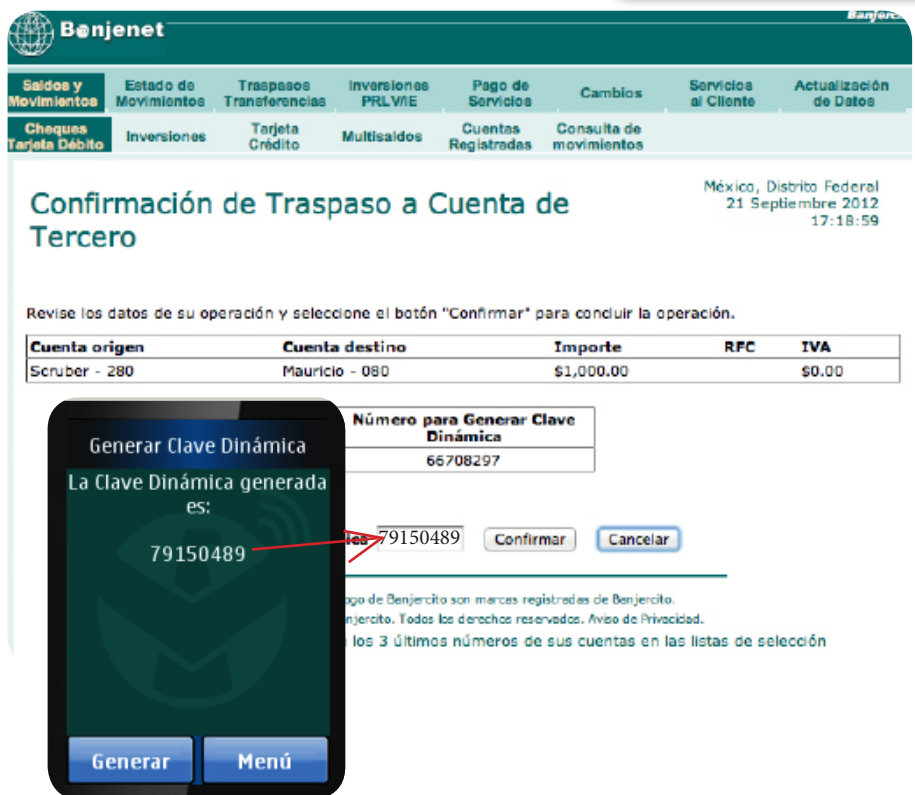 Banjenet
Saldos y Movimientos
Estado de Movimientos
Traspasos Transferencias
Inversiones PRLV/IE
Pago de Servicios
Cambios
Servicios al Cliente
Actualización de Datos
Cheques Tarjeta Débito
Inversiones
Tarjeta Crédito
Multisaldos
Cuentas Registradas
Consulta de movimientos
Confirmación de Traspaso a Cuenta de
Tercero
México, Distrito Federal
21 Septiembre 2012
17:18:59
Revise los datos de su operación y seleccione el botón "Confirmar" para concluir la operación.
Cuenta origen Cuenta destino Importe RFC IVA
Scruber - 280 Mauricio - 080 $1,000.00 $0.00
Número para Generar Clave
Dinámica
66708297
Generar Clave Dinámica
La Clave Dinámica generada
es:
79150489
Generar Menú
79150489 Confirmar Cancelar
de Banjercito son marcas registradas de Banjercito.
Todos los derechos reservados. Aviso de Privacidad.
los 3 últimos números de sus cuentas en las listas de selección